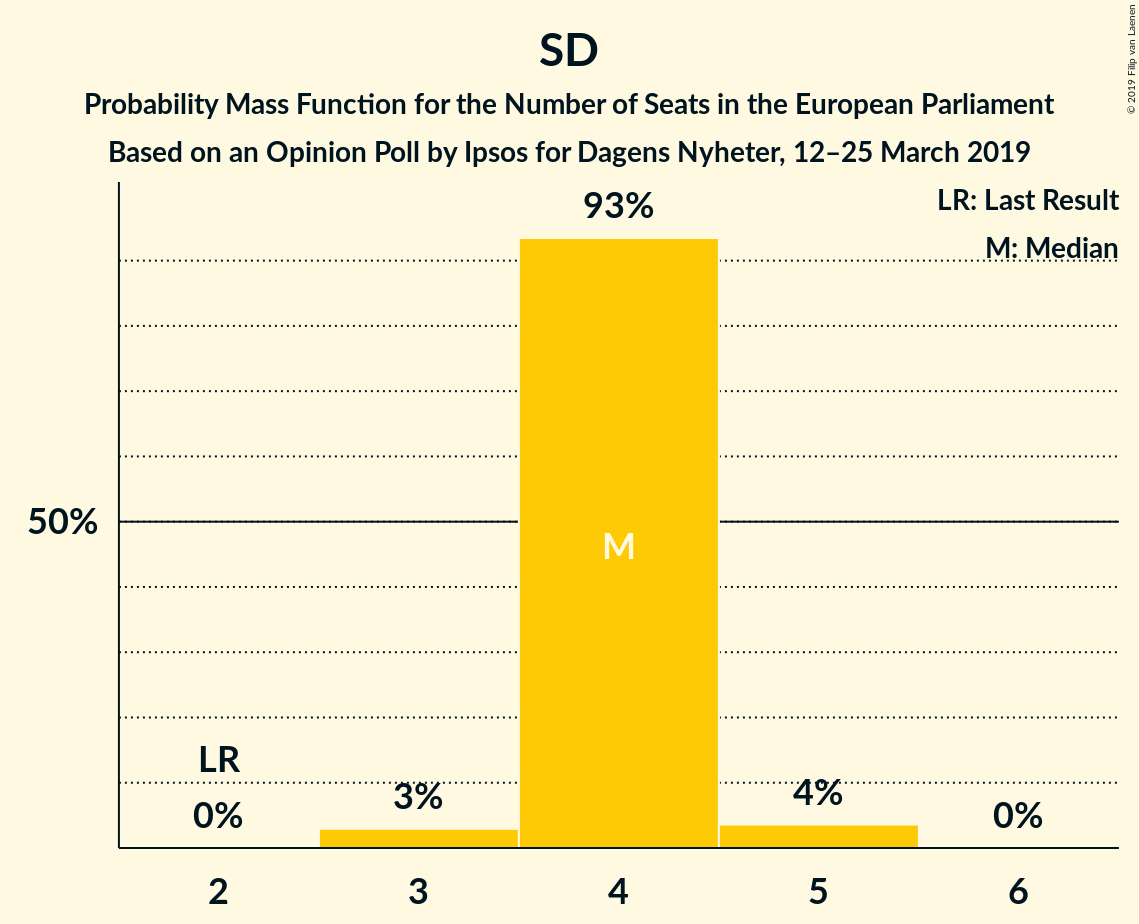 SD
Probability Mass Function for the Number of Seats in the European Parliament
Based on an Opinion Poll by Ipsos for Dagens Nyheter, 12–25 March 2019
© 2019 Filip van Laenen
LR: Last Result
M: Median
93%
50%
M
LR
0%
3%
4%
0%
2
3
4
5
6